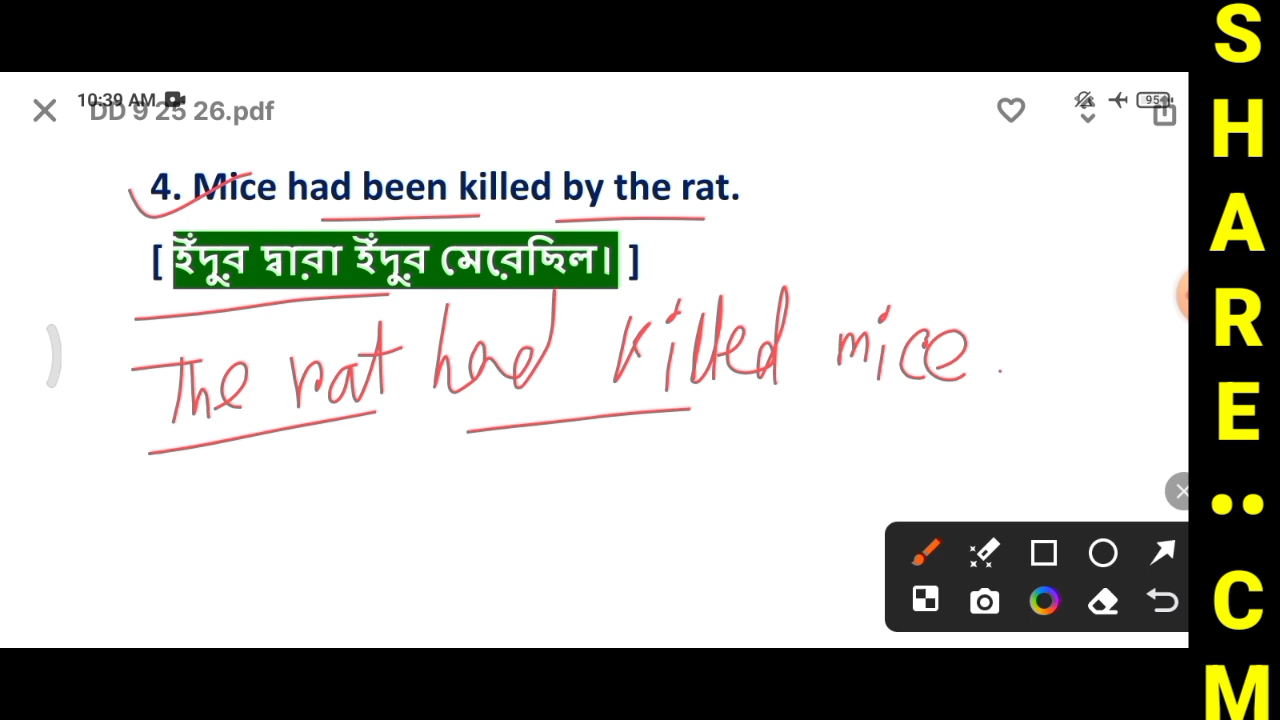 10:39 AM
DD 9 25 26.pdf
95
4. Mice had been killed by the rat.
[ ইঁদুর দ্বারা ইঁদুর মেরেছিল। ]
The rat had killed mice.
SHARE
••
CM